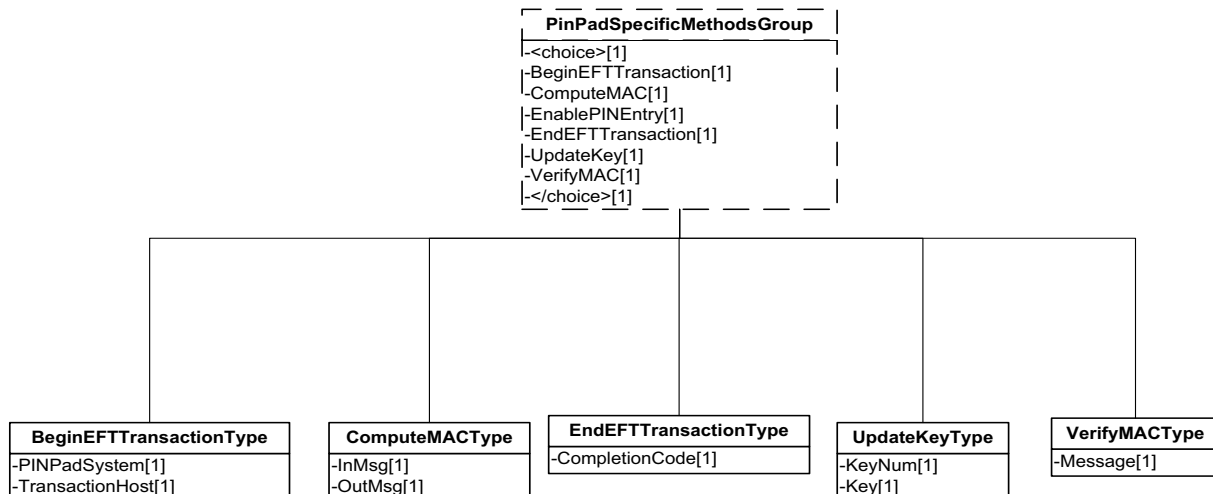 PinPadSpecificMethodsGroup
-<choice>[1]
-BeginEFTTransaction[1]
-ComputeMAC[1]
-EnablePINEntry[1]
-EndEFTTransaction[1]
-UpdateKey[1]
-VerifyMAC[1]
-</choice>[1]
BeginEFTTransactionType
-PINPadSystem[1]
-TransactionHost[1]
ComputeMACType
-InMsg[1]
-OutMsg[1]
EndEFTTransactionType
-CompletionCode[1]
UpdateKeyType
-KeyNum[1]
-Key[1]
VerifyMACType
-Message[1]